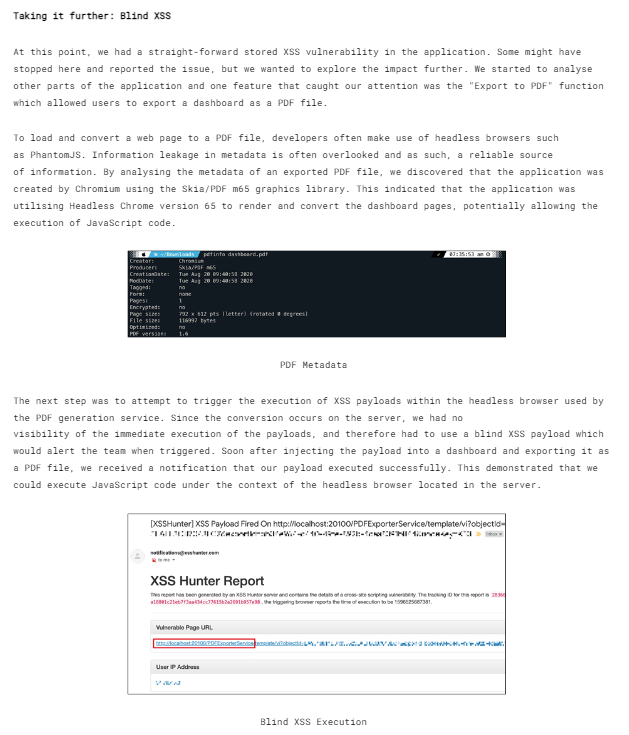 Taking it further: Blind XSS
At this point, we had a straight-forward stored XSS vulnerability in the application. Some might have
stopped here and reported the issue, but we wanted to explore the impact further. We started to analyse
other parts of the application and one feature that caught our attention was the "Export to PDF" function
which allowed users to export a dashboard as a PDF file.
To load and convert a web page to a PDF file, developers often make use of headless browsers such
as PhantomJS. Information leakage in metadata is often overlooked and as such, a reliable source
of information. By analysing the metadata of an exported PDF file, we discovered that the application was
created by Chromium using the Skia/PDF m65 graphics library. This indicated that the application was
utilising Headless Chrome version 65 to render and convert the dashboard pages, potentially allowing the
execution of JavaScript code.
~/Downloads pdfinfo dashboard.pdf 07:35:53 am
Creator: Chromium
Producer: Skia/PDF m65
CreationDate: Tue Aug 20 09:40:58 2020
ModDate: Tue Aug 20 09:40:58 2020
Tagged: no
Form: none
Pages: 1
Encrypted: no
Page size: 792 x 612 pts (letter) (rotated 0 degrees)
File size: 116997 bytes
Optimized: no
PDF version: 1.6
PDF Metadata
The next step was to attempt to trigger the execution of XSS payloads within the headless browser used by
the PDF generation service. Since the conversion occurs on the server, we had no
visibility of the immediate execution of the payloads, and therefore had to use a blind XSS payload which
would alert the team when triggered. Soon after injecting the payload into a dashboard and exporting it as
a PDF file, we received a notification that our payload executed successfully. This demonstrated that we
could execute JavaScript code under the context of the headless browser located in the server.
[XSSHunter] XSS Payload Fired On http://localhost:20100/PDFExporterService/template/vi?objectId=
Inbox
notifications@xsshunter.com
to me
XSS Hunter Report
This report has been generated by an XSS Hunter server and contains the details of a cross-site scripting vulnerability. The tracking ID for this report is
, the triggering browser reports the time of execution to be 1596525687381.
Vulnerable Page URL
http://localhost:20100/PDFExporterService/template/vi?objectId
User IP Address
Blind XSS Execution